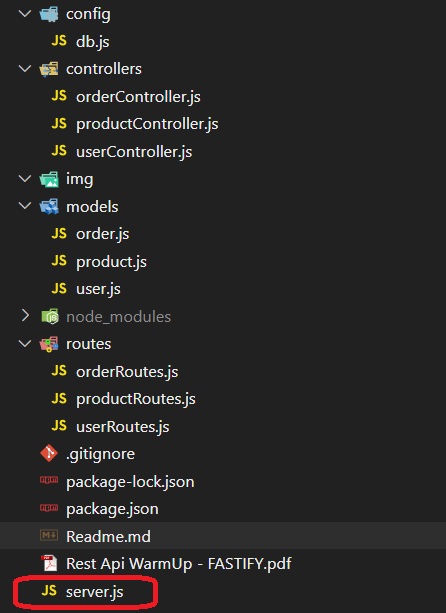 config
JS db.js
controllers
JS orderController.js
JS productController.js
JS userController.js
img
models
JS order.js
JS product.js
JS user.js
node_modules
routes
JS orderRoutes.js
JS productRoutes.js
JS userRoutes.js
.gitignore
package-lock.json
package.json
Readme.md
Rest Api WarmUp - FASTIFY.pdf
JS server.js